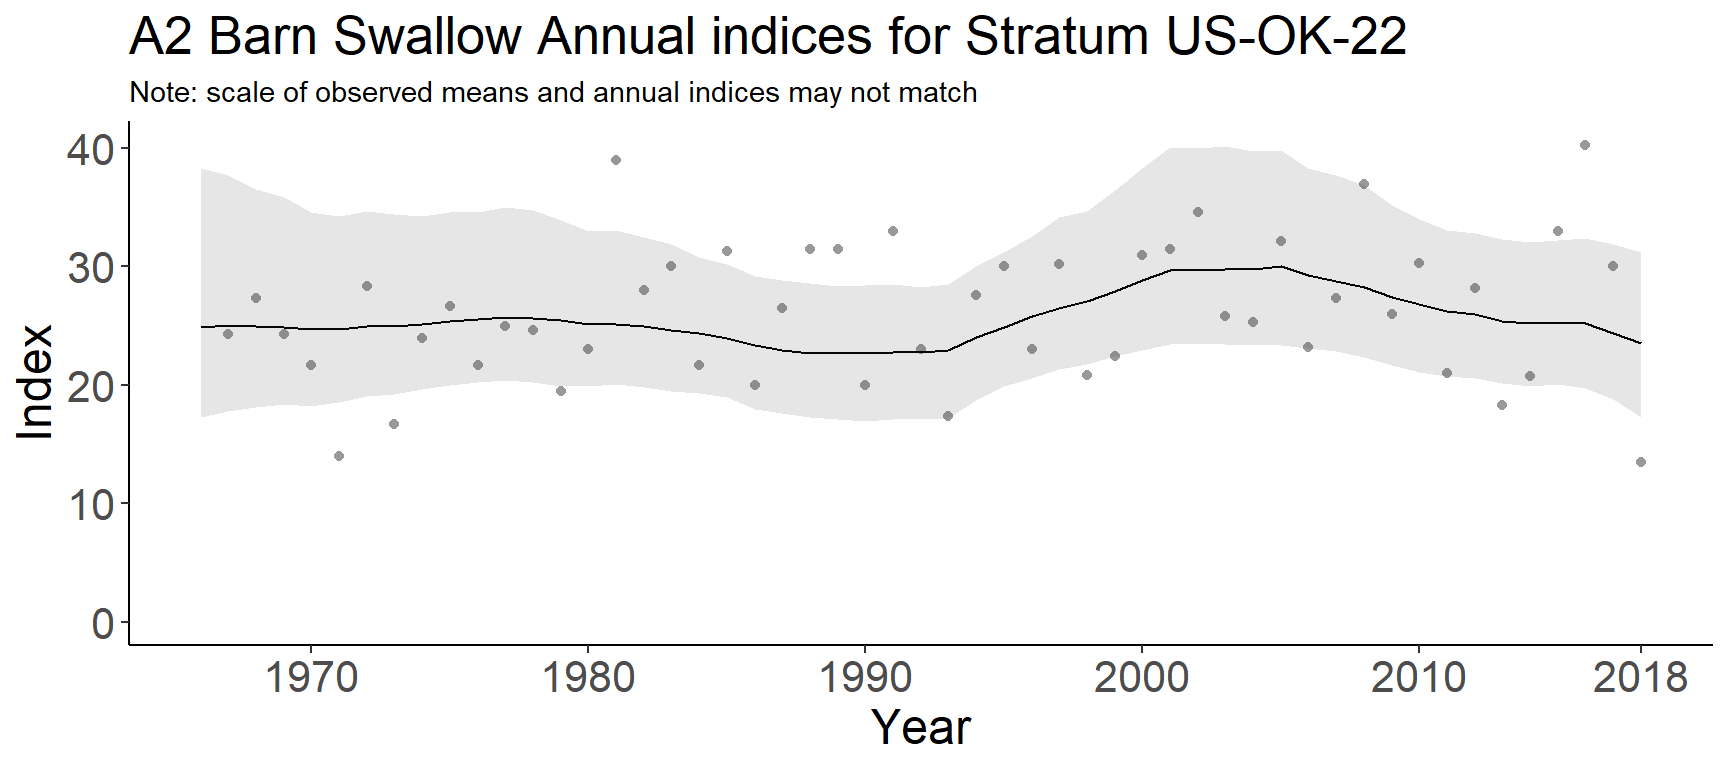 A2 Barn Swallow Annual indices for Stratum US-OK-22
Note: scale of observed means and annual indices may not match
40
30
20
10
0
Index
1970 1980 1990 2000 2010 2018
Year